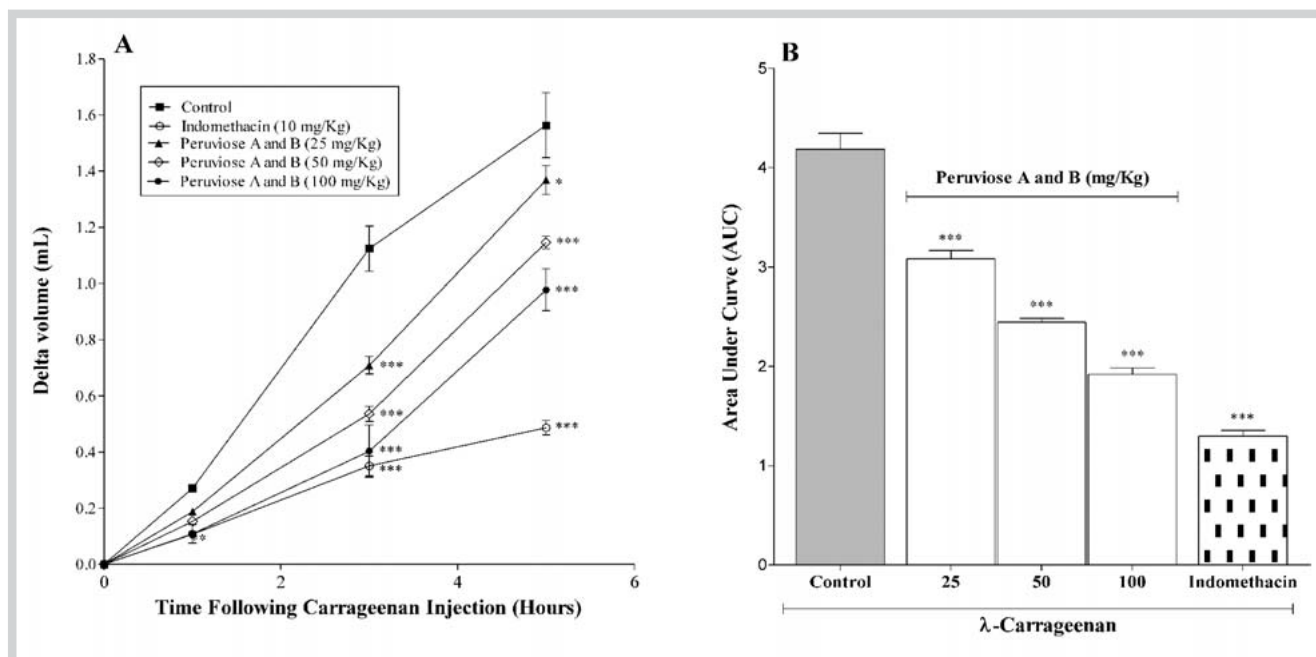 A
1.8
1.6
1.4
1.2
1.0
0.8
0.6
0.4
0.2
0.0
Delta volume (mL)
Control
Indomethacin (10 mg/Kg)
Peruviose A and B (25 mg/Kg)
Peruviose A and B (50 mg/Kg)
Peruviose A and B (100 mg/Kg)
*
***
***
***
***
***
***
***
**
0 2 4 6
Time Following Carrageenan Injection (Hours)
B
5
4
3
2
1
0
Area Under Curve (AUC)
Peruviose A and B (mg/Kg)
***
***
***
***
Control 25 50 100 Indomethacin
λ-Carrageenan